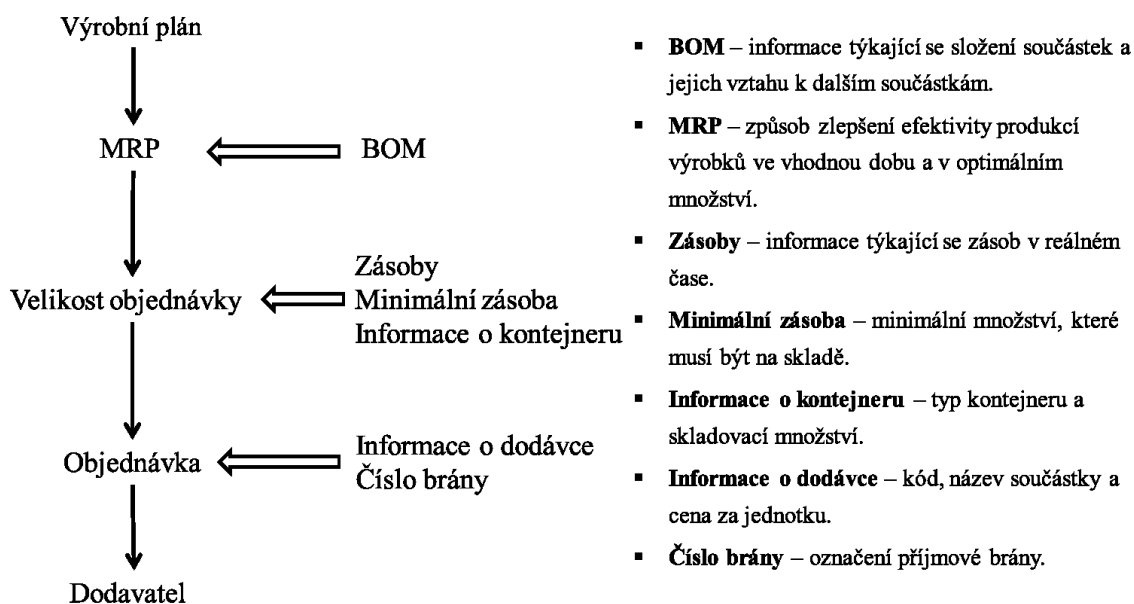 Výrobní plán
MRP
BOM
Velikost objednávky
Zásoby
Minimální zásoba
Informace o kontejneru
Objednávka
Informace o dodávce
Číslo brány
Dodavatel
▪ BOM – informace týkající se složení součástek a
jejich vztahu k dalším součástkám.
▪ MRP – způsob zlepšení efektivity produkcí
výrobků ve vhodnou dobu a v optimálním
množství.
▪ Zásoby – informace týkající se zásob v reálném
čase.
▪ Minimální zásoba – minimální množství, které
musí být na skladě.
▪ Informace o kontejneru – typ kontejneru a
skladovací množství.
▪ Informace o dodávce – kód, název součástky a
cena za jednotku.
▪ Číslo brány – označení příjmové brány.